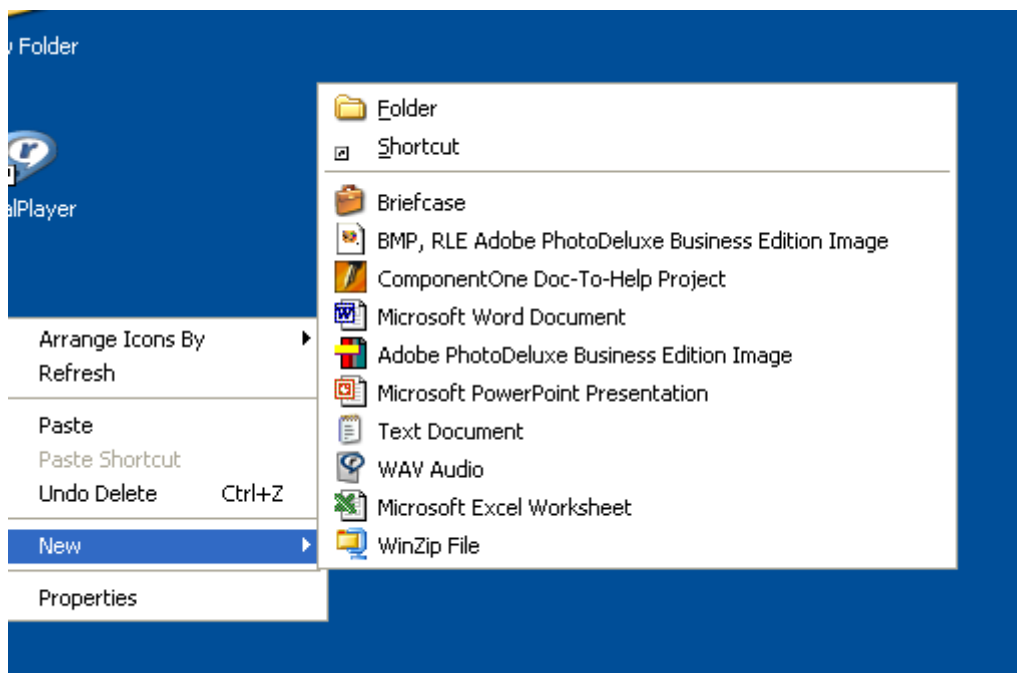 Folder
alPlayer
Arrange Icons By
Refresh
Paste
Paste Shortcut
Undo Delete Ctrl+Z
New
Properties
Folder
Shortcut
Briefcase
BMP, RLE Adobe PhotoDeluxe Business Edition Image
ComponentOne Doc-To-Help Project
Microsoft Word Document
Adobe PhotoDeluxe Business Edition Image
Microsoft PowerPoint Presentation
Text Document
WAV Audio
Microsoft Excel Worksheet
WinZip File